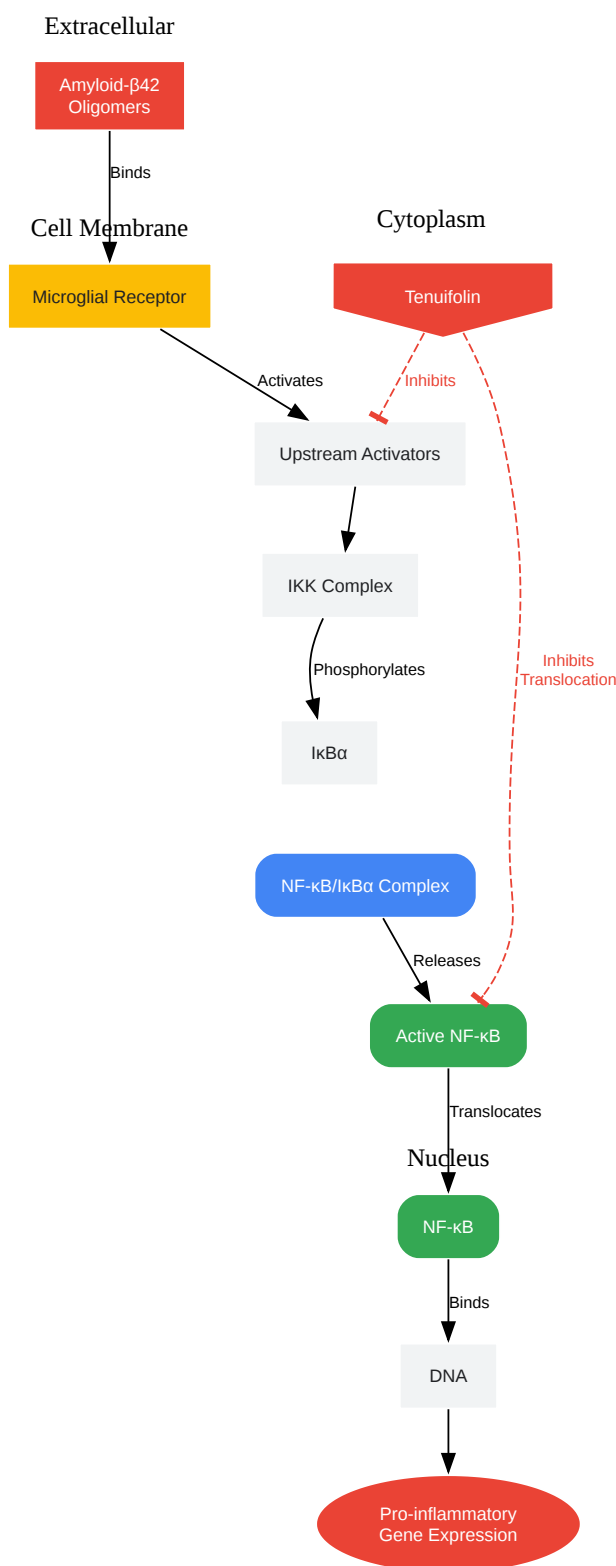 Extracellular
Amyloid-β42
Oligomers
Binds
Cell Membrane
Cytoplasm
Microglial Receptor
Tenuifolin
Activates
Inhibits
Upstream Activators
IKK Complex
Phosphorylates
Inhibits
Translocation
IκBα
NF-κB/IκBα Complex
Releases
Active NF-κB
Translocates
Nucleus
NF-κB
Binds
DNA
Pro-inflammatory
Gene Expression